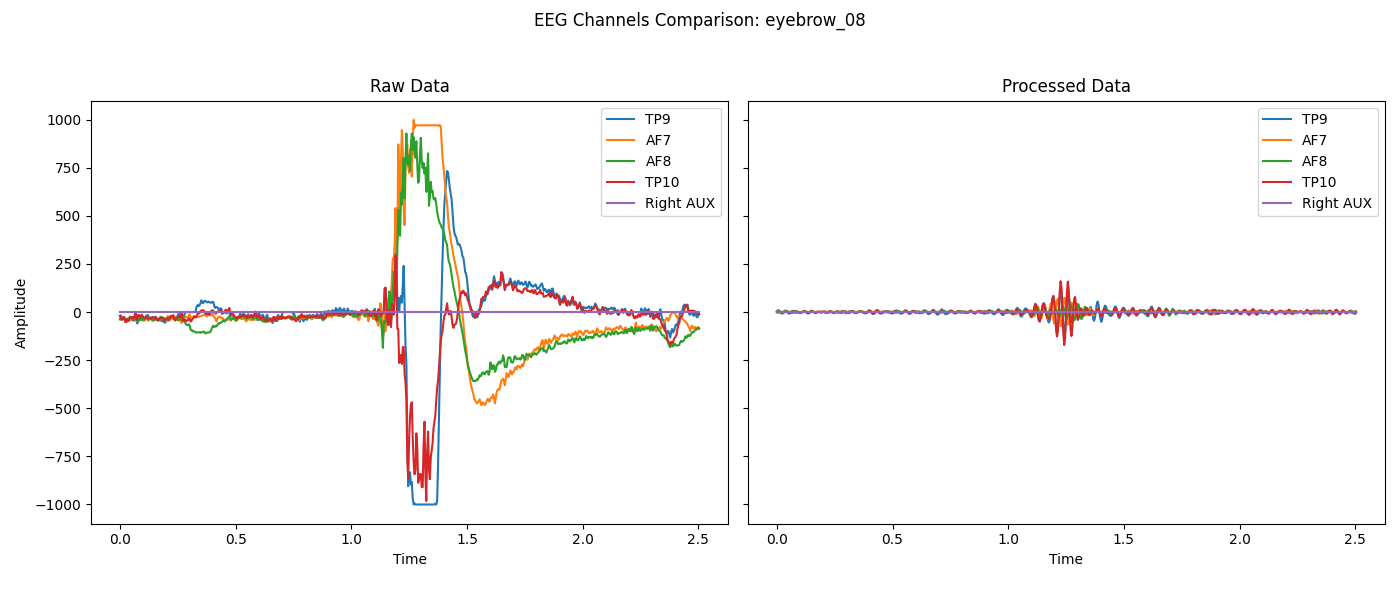 EEG Channels Comparison: eyebrow_08
Raw Data
Amplitude
1000
750
500
250
0
−250
−500
−750
−1000
0.0 0.5 1.0 1.5 2.0 2.5
Time
TP9
AF7
AF8
TP10
Right AUX
Processed Data
TP9
AF7
AF8
TP10
Right AUX
0.0 0.5 1.0 1.5 2.0 2.5
Time